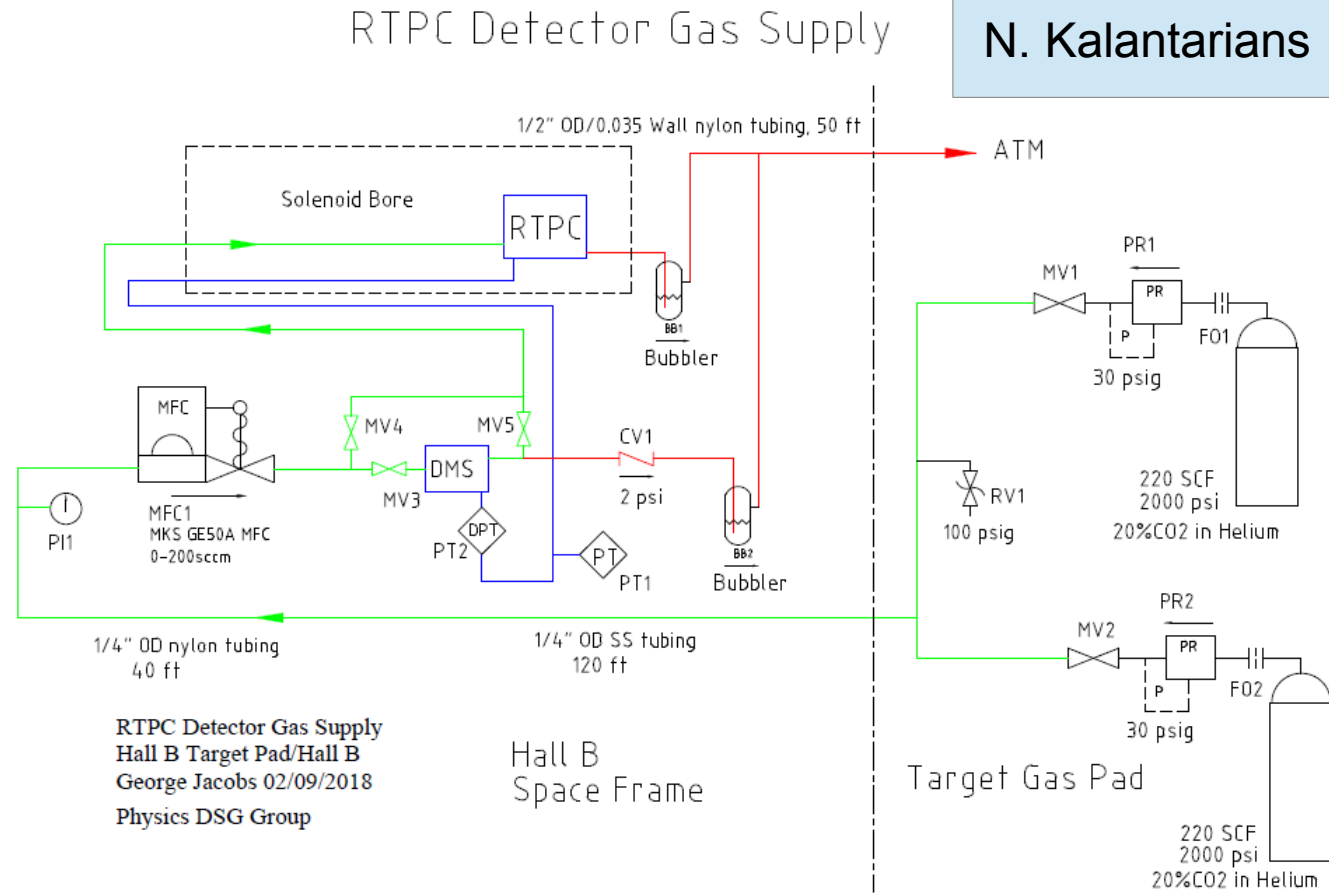 RTPC Detector Gas Supply
N. Kalantarians
1/2" OD/0.035 Wall nylon tubing, 50 ft
ATM
Solenoid Bore
RTPC
BB1
Bubbler
PR1
MV1
PR
FO1
P
30 psig
MFC
MV4
MV5
CV1
DMS
2 psi
MV3
RV1
100 psig
220 SCF
2000 psi
20%CO2 in Helium
PI1
MFC1
MKS GE50A MFC
0-200sccm
DPT
PT2
PT
PT1
BB2
Bubbler
PR2
MV2
PR
FO2
P
30 psig
1/4" OD nylon tubing
40 ft
1/4" OD SS tubing
120 ft
RTPC Detector Gas Supply
Hall B Target Pad/Hall B
George Jacobs 02/09/2018
Physics DSG Group
Hall B
Space Frame
Target Gas Pad
220 SCF
2000 psi
20%CO2 in Helium